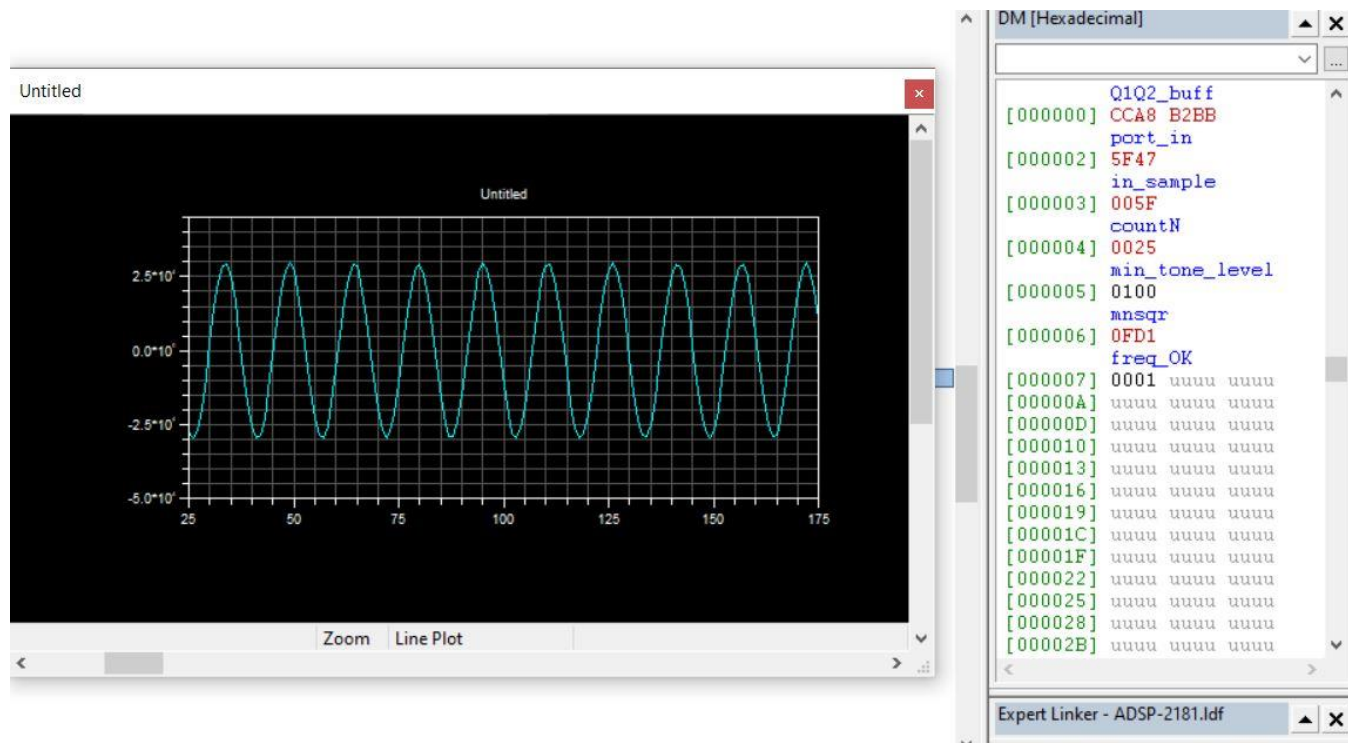 Untitled
Untitled
2.5*10⁴
0.0*10⁰
-2.5*10⁴
-5.0*10⁴
25 50 75 100 125 150 175
Zoom Line Plot
DM [Hexadecimal]
...
Q1Q2_buff
[000000] CCA8 B2BB
port_in
[000002] 5F47
in_sample
[000003] 005F
countN
[000004] 0025
min_tone_level
[000005] 0100
mnsqr
[000006] 0FD1
freq_OK
[000007] 0001 uuuu uuuu
[00000A] uuuu uuuu uuuu
[00000D] uuuu uuuu uuuu
[000010] uuuu uuuu uuuu
[000013] uuuu uuuu uuuu
[000016] uuuu uuuu uuuu
[000019] uuuu uuuu uuuu
[00001C] uuuu uuuu uuuu
[00001F] uuuu uuuu uuuu
[000022] uuuu uuuu uuuu
[000025] uuuu uuuu uuuu
[000028] uuuu uuuu uuuu
[00002B] uuuu uuuu uuuu
Expert Linker - ADSP-2181.ldf